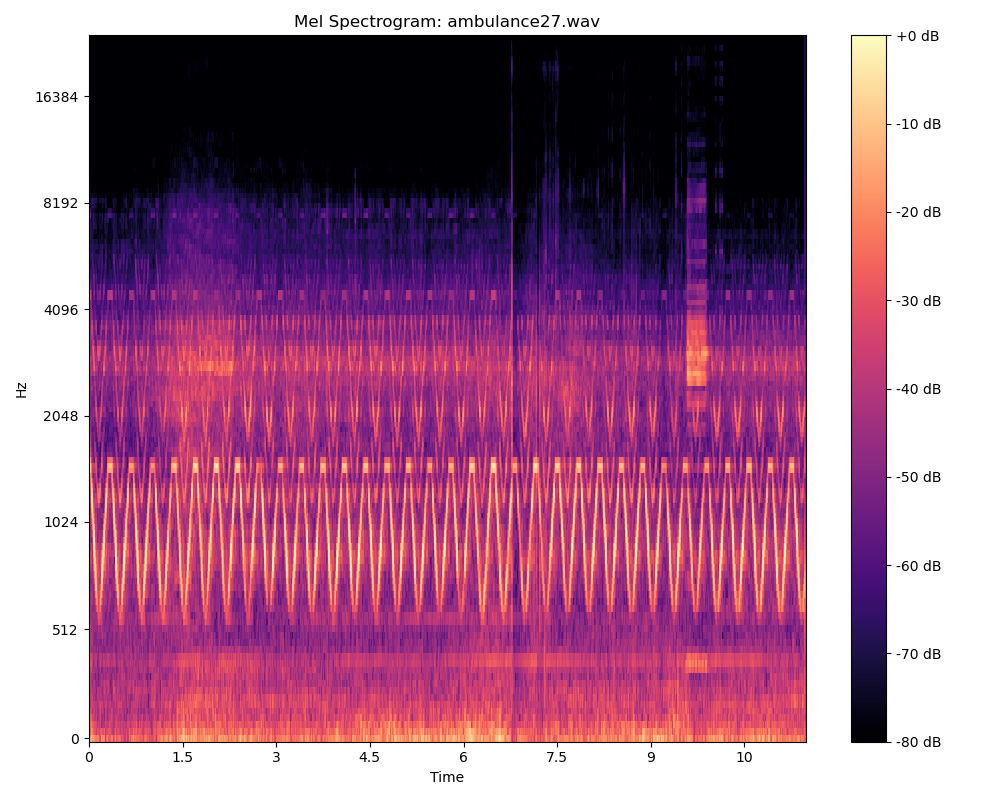 Mel Spectrogram: ambulance27.wav
+0 dB
-10 dB
-20 dB
-30 dB
-40 dB
-50 dB
-60 dB
-70 dB
-80 dB
Hz
16384
8192
4096
2048
1024
512
0
0 1.5 3 4.5 6 7.5 9 10
Time